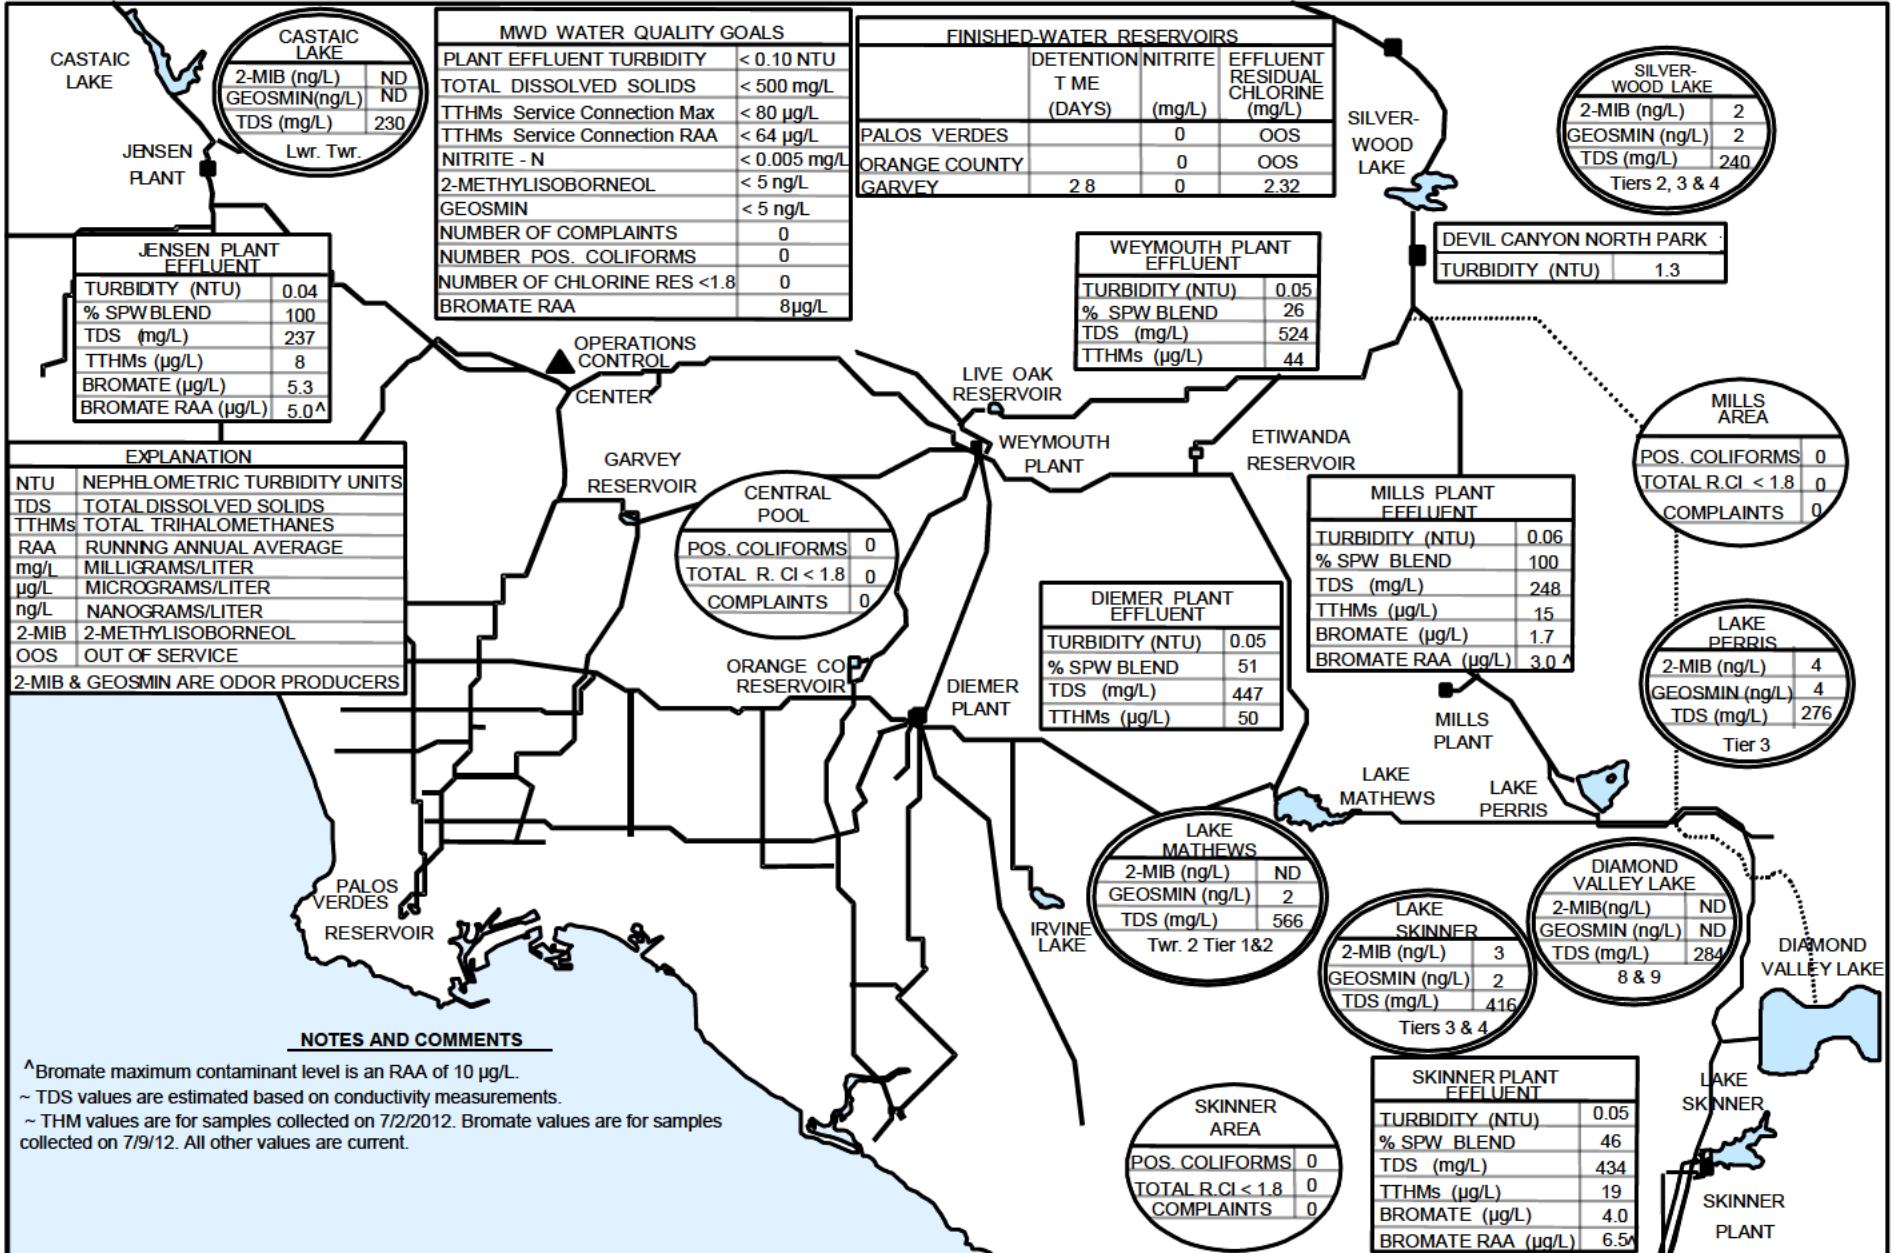 CASTAIC
LAKE
CASTAIC
LAKE
2-MIB (ng/L) ND
GEOSMIN(ng/L) ND
TDS (mg/L) 230
Lwr. Twr.
JENSEN
PLANT
MWD WATER QUALITY GOALS
PLANT EFFLUENT TURBIDITY < 0.10 NTU
TOTAL DISSOLVED SOLIDS < 500 mg/L
TTHMs Service Connection Max < 80 µg/L
TTHMs Service Connection RAA < 64 µg/L
NITRITE - N < 0.005 mg/L
2-METHYLISOBORNEOL < 5 ng/L
GEOSMIN < 5 ng/L
NUMBER OF COMPLAINTS 0
NUMBER POS. COLIFORMS 0
NUMBER OF CHLORINE RES <1.8 0
BROMATE RAA 8µg/L
FINISHED-WATER RESERVOIRS
DETENTION NITRITE EFFLUENT
T ME RESIDUAL
CHLORINE
(DAYS) (mg/L) (mg/L)
PALOS VERDES 0 OOS
ORANGE COUNTY 0 OOS
GARVEY 2 8 0 2.32
SILVER-
WOOD
LAKE
SILVER-
WOOD LAKE
2-MIB (ng/L) 2
GEOSMIN (ng/L) 2
TDS (mg/L) 240
Tiers 2, 3 & 4
DEVIL CANYON NORTH PARK
TURBIDITY (NTU) 1.3
JENSEN PLANT
EFFLUENT
TURBIDITY (NTU) 0.04
% SPW BLEND 100
TDS (mg/L) 237
TTHMs (µg/L) 8
BROMATE (µg/L) 5.3
BROMATE RAA (µg/L) 5.0^
WEYMOUTH PLANT
EFFLUENT
TURBIDITY (NTU) 0.05
% SPW BLEND 26
TDS (mg/L) 524
TTHMs (µg/L) 44
OPERATIONS
CONTROL
CENTER
LIVE OAK
RESERVOIR
WEYMOUTH
PLANT
ETIWANDA
RESERVOIR
MILLS
AREA
POS. COLIFORMS 0
TOTAL R.CI < 1.8 0
COMPLAINTS 0
EXPLANATION
NTU NEPHELOMETRIC TURBIDITY UNITS
TDS TOTAL DISSOLVED SOLIDS
TTHMs TOTAL TRIHALOMETHANES
RAA RUNNING ANNUAL AVERAGE
mg/L MILLIGRAMS/LITER
µg/L MICROGRAMS/LITER
ng/L NANOGRAMS/LITER
2-MIB 2-METHYLISOBORNEOL
OOS OUT OF SERVICE
2-MIB & GEOSMIN ARE ODOR PRODUCERS
GARVEY
RESERVOIR
CENTRAL
POOL
POS. COLIFORMS 0
TOTAL R. CI < 1.8 0
COMPLAINTS 0
MILLS PLANT
EFFLUENT
TURBIDITY (NTU) 0.06
% SPW BLEND 100
TDS (mg/L) 248
TTHMs (µg/L) 15
BROMATE (µg/L) 1.7
BROMATE RAA (µg/L) 3.0 ^
DIEMER PLANT
EFFLUENT
TURBIDITY (NTU) 0.05
% SPW BLEND 51
TDS (mg/L) 447
TTHMs (µg/L) 50
LAKE
PERRIS
2-MIB (ng/L) 4
GEOSMIN (ng/L) 4
TDS (mg/L) 276
Tier 3
ORANGE CO
RESERVOIR
DIEMER
PLANT
MILLS
PLANT
LAKE
MATHEWS
LAKE
PERRIS
LAKE
MATHEWS
2-MIB (ng/L) ND
GEOSMIN (ng/L) 2
TDS (mg/L) 566
Twr. 2 Tier 1&2
DIAMOND
VALLEY LAKE
2-MIB(ng/L) ND
GEOSMIN (ng/L) ND
TDS (mg/L) 284
8 & 9
LAKE
SKINNER
2-MIB (ng/L) 3
GEOSMIN (ng/L) 2
TDS (mg/L) 416
Tiers 3 & 4
PALOS
VERDES
RESERVOIR
IRVINE
LAKE
DIAMOND
VALLEY LAKE
NOTES AND COMMENTS
^Bromate maximum contaminant level is an RAA of 10 µg/L.
~ TDS values are estimated based on conductivity measurements.
~ THM values are for samples collected on 7/2/2012. Bromate values are for samples
collected on 7/9/12. All other values are current.
SKINNER
AREA
POS. COLIFORMS 0
TOTAL R.CI < 1.8 0
COMPLAINTS 0
SKINNER PLANT
EFFLUENT
TURBIDITY (NTU) 0.05
% SPW BLEND 46
TDS (mg/L) 434
TTHMs (µg/L) 19
BROMATE (µg/L) 4.0
BROMATE RAA (µg/L) 6.5^
LAKE
SKINNER
SKINNER
PLANT